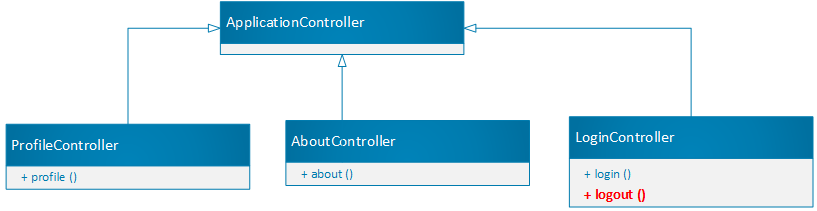 ApplicationController
ProfileController
+ profile ()
AboutController
+ about ()
LoginController
+ login ()
+ logout ()